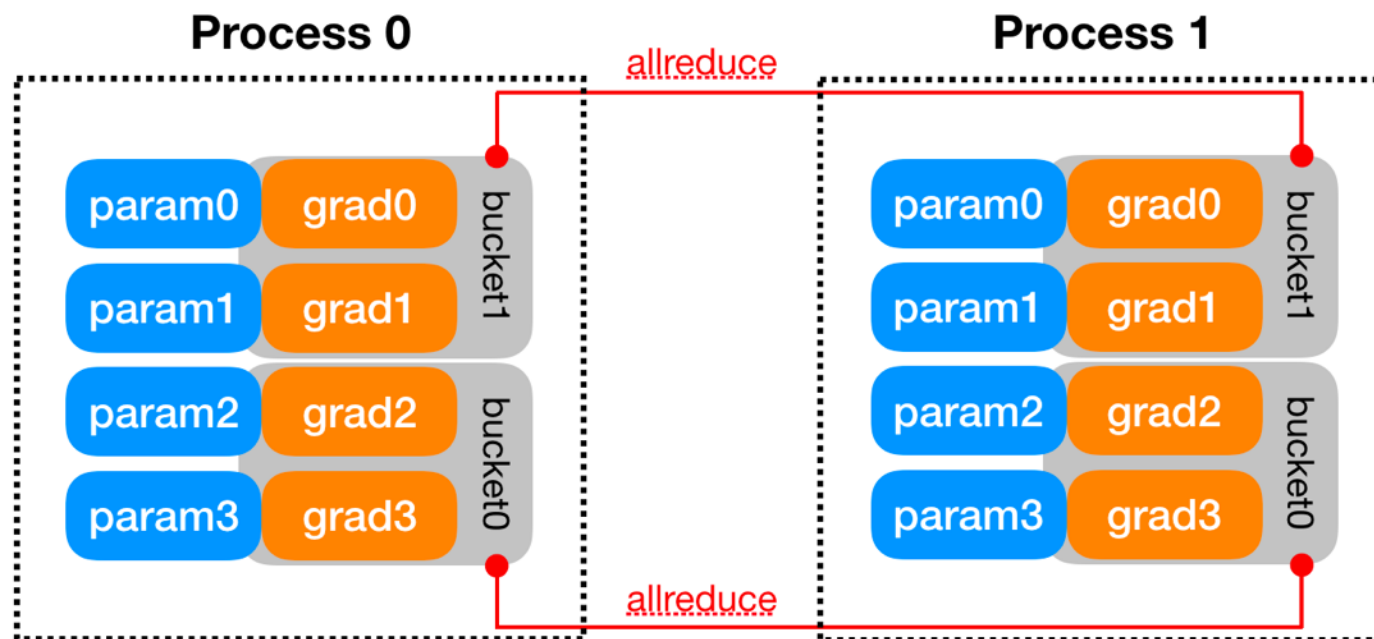 Process 0
Process 1
allreduce
param0 grad0
param1 grad1
bucket1
param2 grad2
param3 grad3
bucket0
param0 grad0
param1 grad1
bucket1
param2 grad2
param3 grad3
bucket0
allreduce